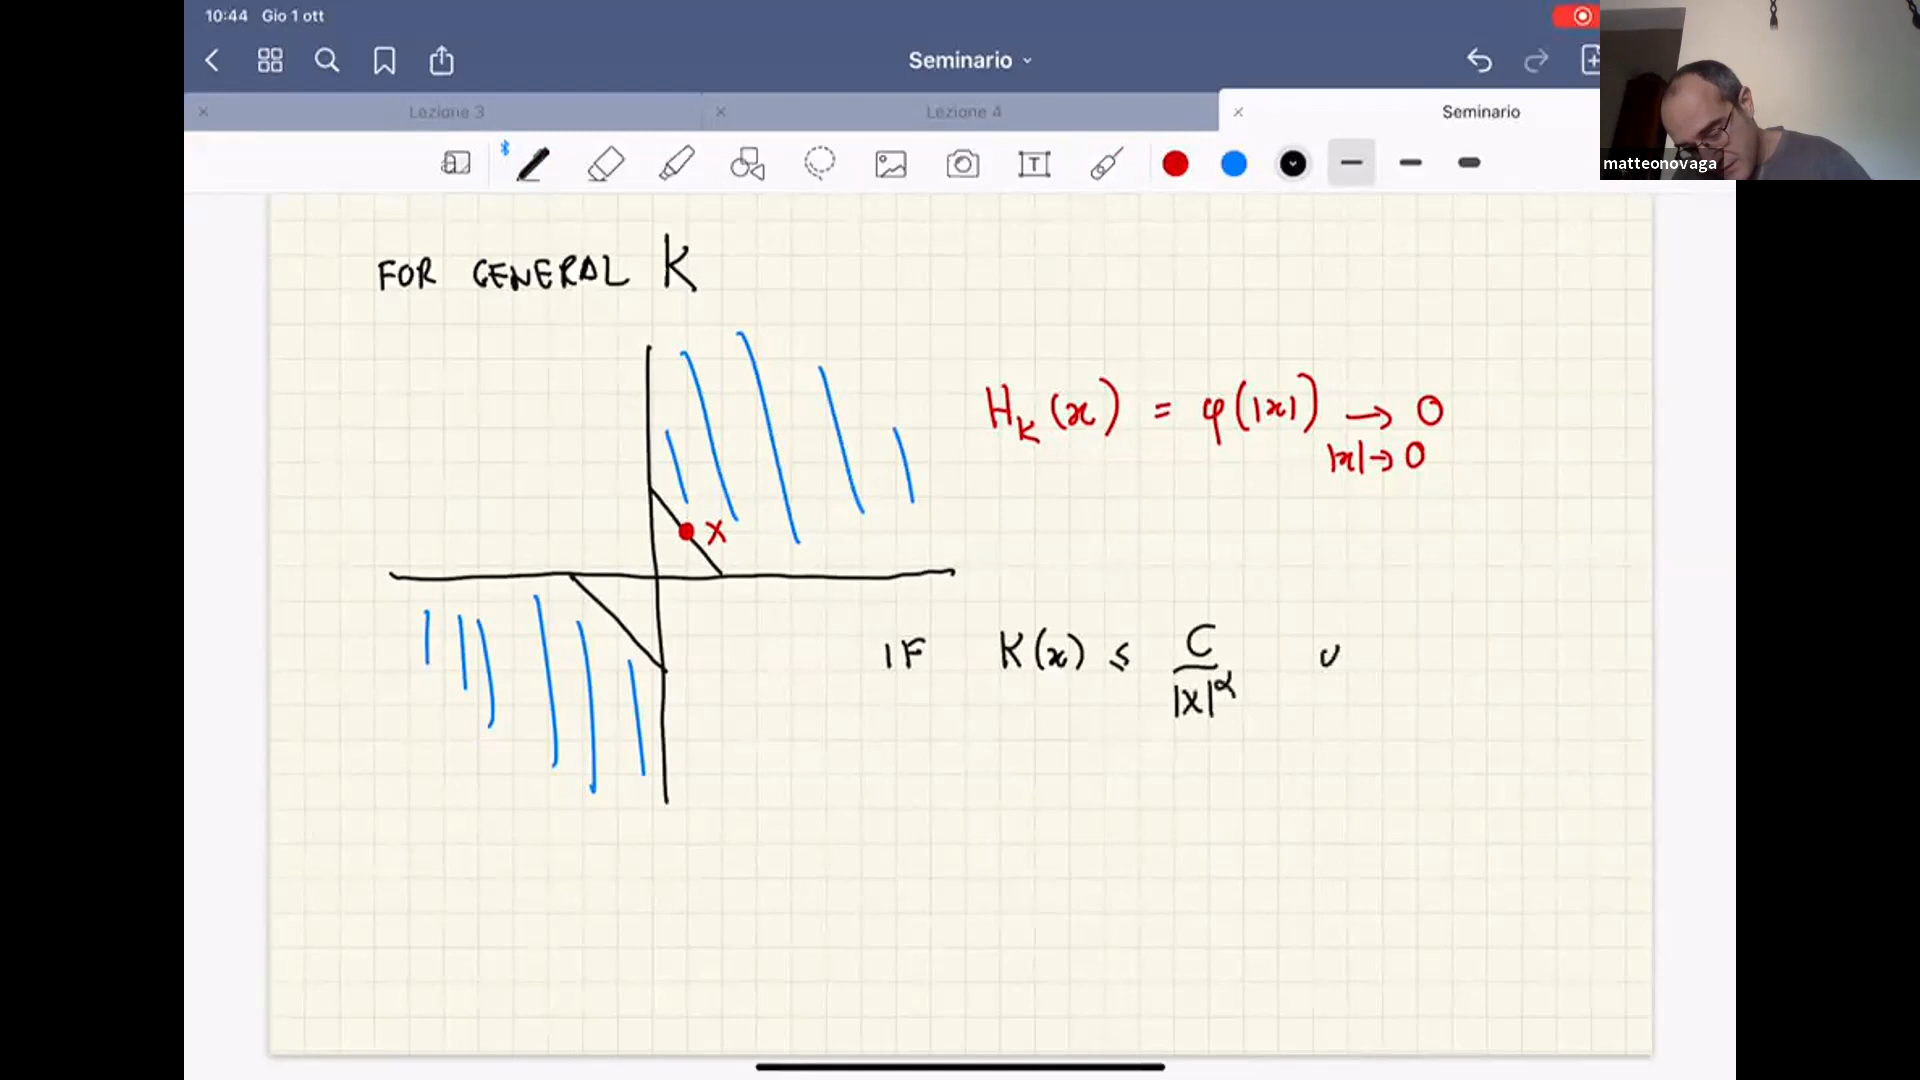 10:44 Gio 1 ott
Seminario
Lezione 3
Lezione 4
Seminario
matteonovaga
FOR GENERAL K
H_K(x) = φ(|x|) → 0
|x| → 0
x
IF K(x) ≤ C/|x|^α